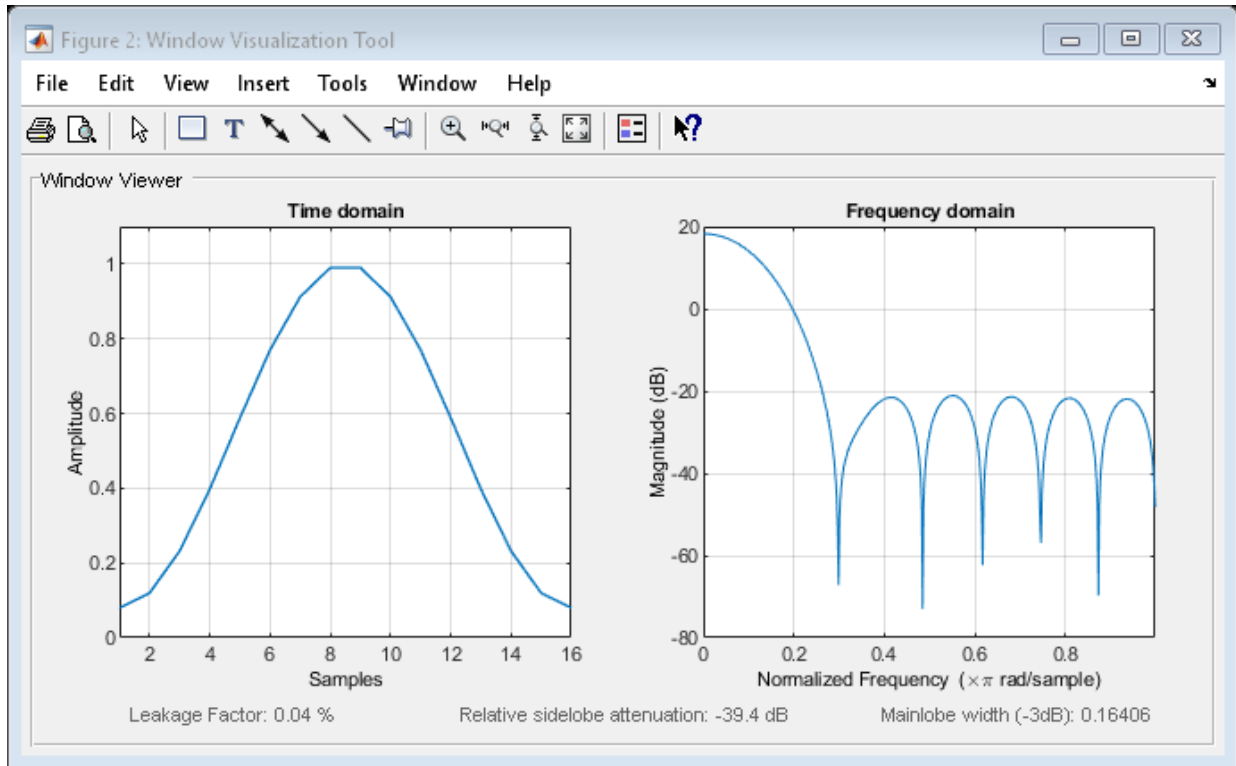 Figure 2: Window Visualization Tool
File Edit View Insert Tools Window Help
T
?
Window Viewer
Time domain
Amplitude
1
0.8
0.6
0.4
0.2
0
2 4 6 8 10 12 14 16
Samples
Frequency domain
Magnitude (dB)
20
0
-20
-40
-60
-80
0 0.2 0.4 0.6 0.8
Normalized Frequency (×π rad/sample)
Leakage Factor: 0.04 % Relative sidelobe attenuation: -39.4 dB Mainlobe width (-3dB): 0.16406